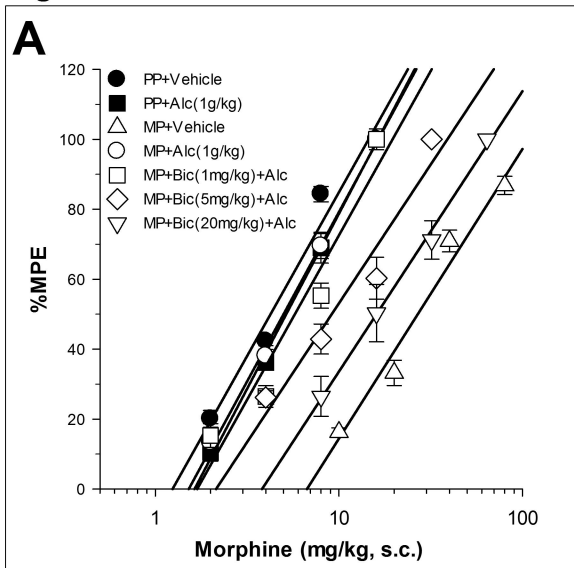 A
120
100
80
60
40
20
0
%MPE
PP+Vehicle
PP+Alc(1g/kg)
MP+Vehicle
MP+Alc(1g/kg)
MP+Bic(1mg/kg)+Alc
MP+Bic(5mg/kg)+Alc
MP+Bic(20mg/kg)+Alc
1 10 100
Morphine (mg/kg, s.c.)